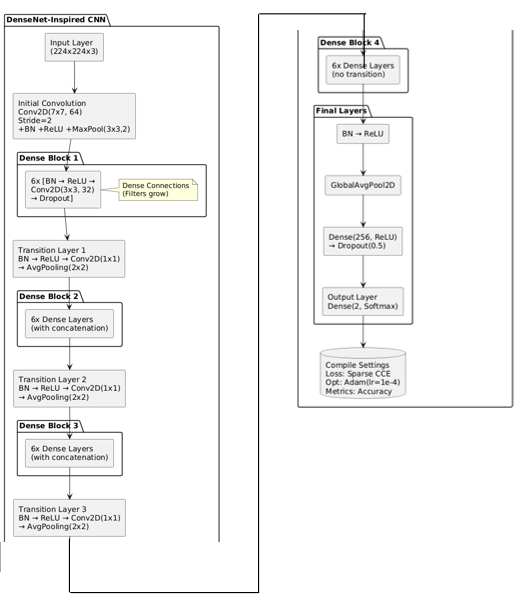 DenseNet-Inspired CNN
Input Layer
(224x224x3)
Initial Convolution
Conv2D(7x7, 64)
Stride=2
+BN +ReLU +MaxPool(3x3,2)
Dense Block 1
6x [BN → ReLU →
Conv2D(3x3, 32)
→ Dropout]
Dense Connections
(Filters grow)
Transition Layer 1
BN → ReLU → Conv2D(1x1)
→ AvgPooling(2x2)
Dense Block 2
6x Dense Layers
(with concatenation)
Transition Layer 2
BN → ReLU → Conv2D(1x1)
→ AvgPooling(2x2)
Dense Block 3
6x Dense Layers
(with concatenation)
Transition Layer 3
BN → ReLU → Conv2D(1x1)
→ AvgPooling(2x2)
Dense Block 4
6x Dense Layers
(no transition)
Final Layers
BN → ReLU
GlobalAvgPool2D
Dense(256, ReLU)
→ Dropout(0.5)
Output Layer
Dense(2, Softmax)
Compile Settings
Loss: Sparse CCE
Opt: Adam(lr=1e-4)
Metrics: Accuracy